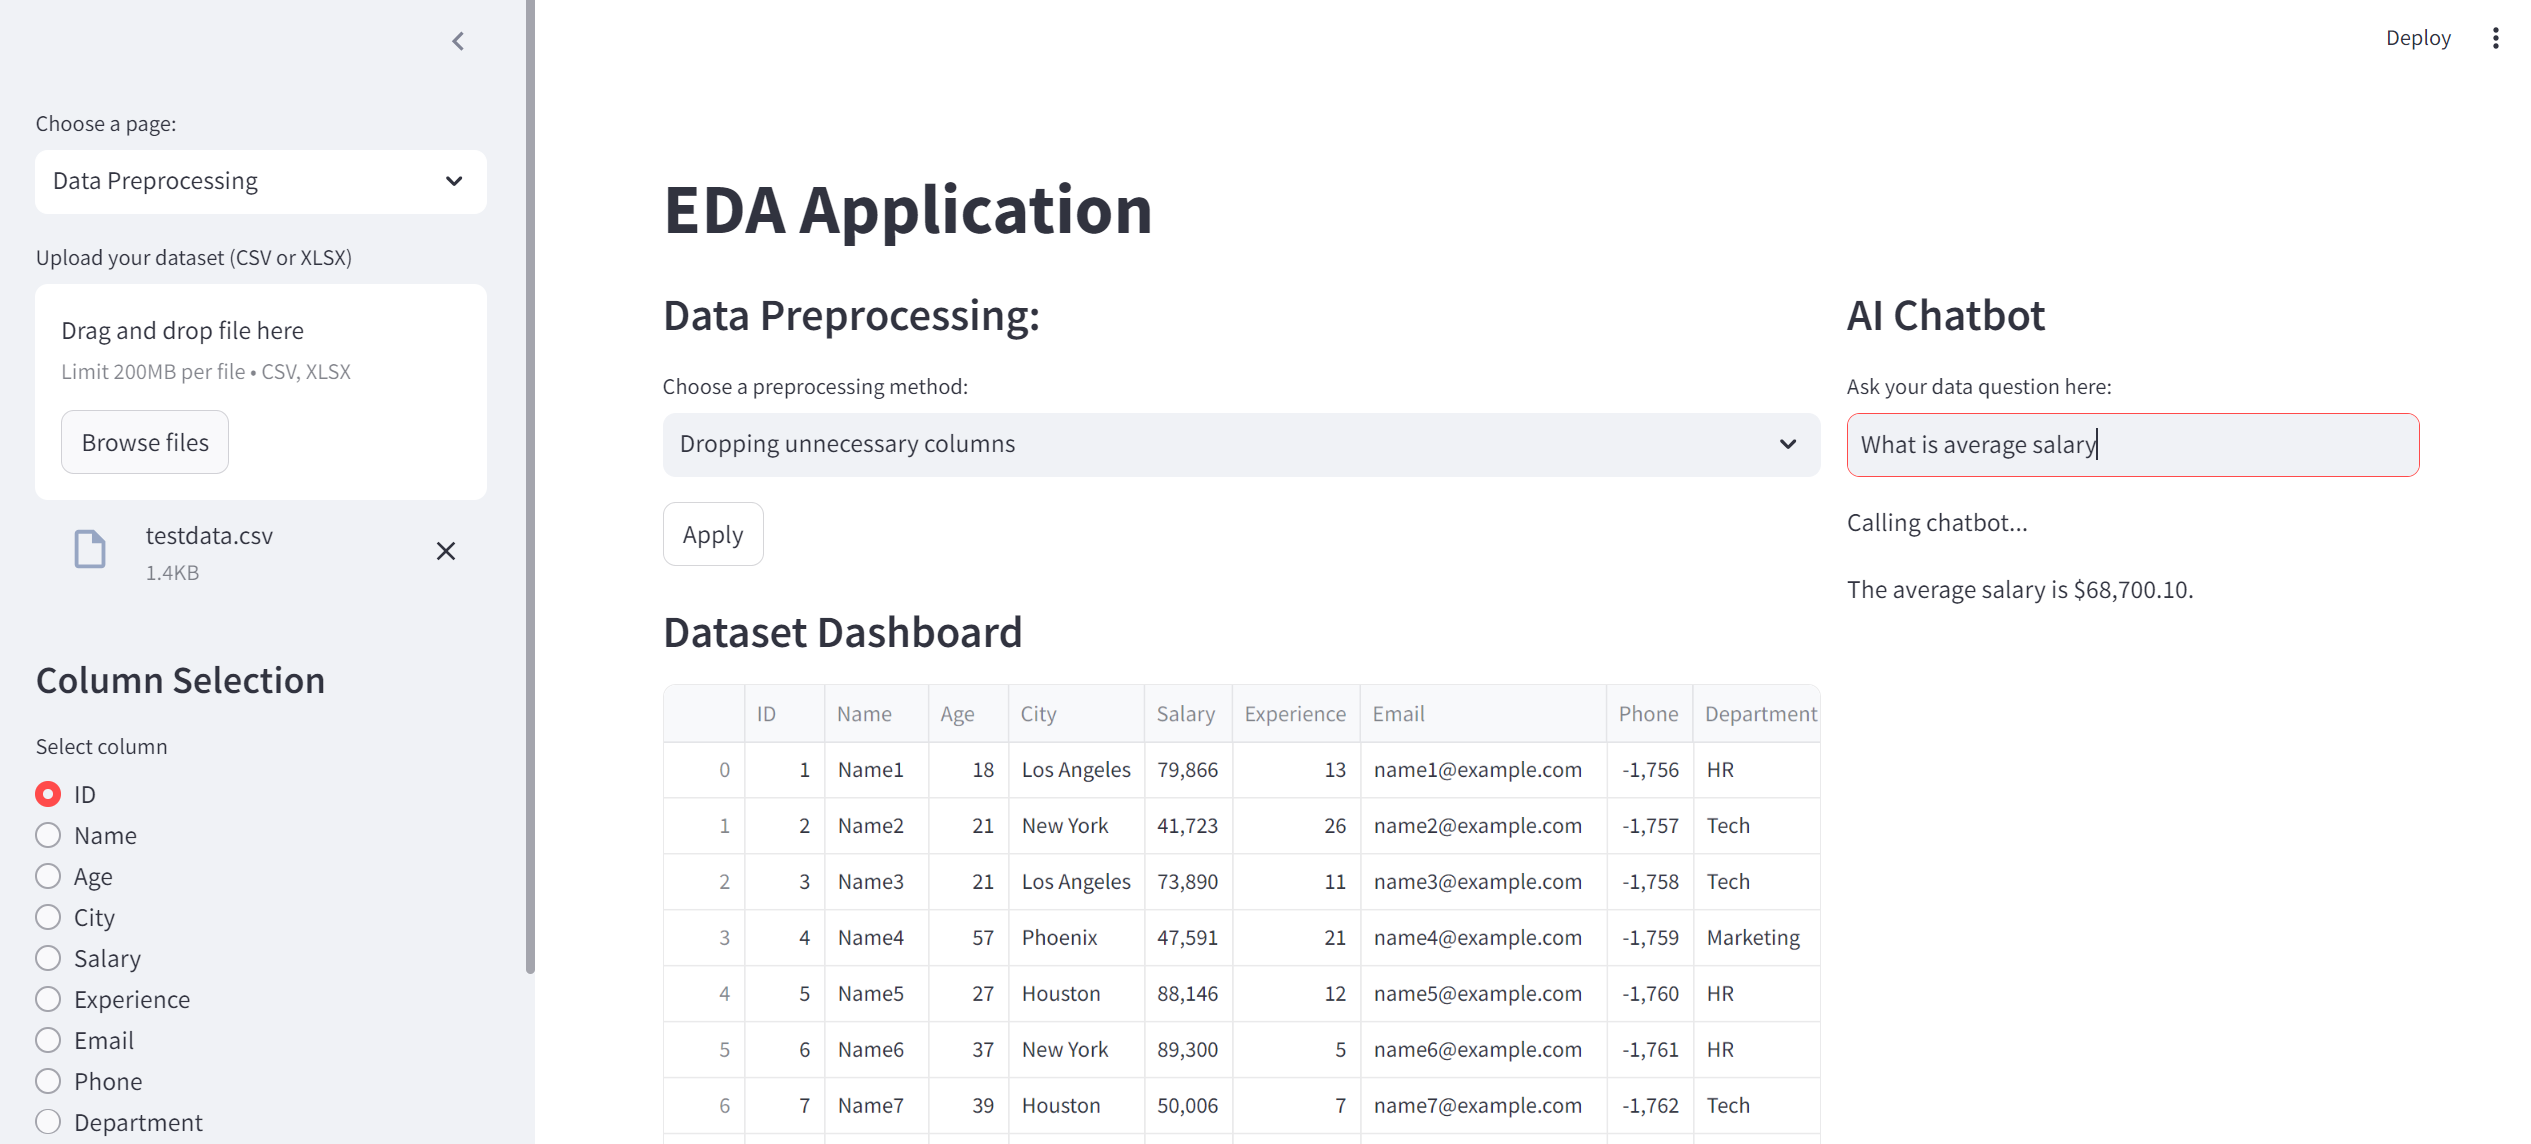 Deploy
Choose a page:
Data Preprocessing
Upload your dataset (CSV or XLSX)
Drag and drop file here
Limit 200MB per file • CSV, XLSX
Browse files
testdata.csv
1.4KB
Column Selection
Select column
ID
Name
Age
City
Salary
Experience
Email
Phone
Department
EDA Application
Data Preprocessing:
Choose a preprocessing method:
Dropping unnecessary columns
Apply
Dataset Dashboard
ID Name Age City Salary Experience Email Phone Department
0 1 Name1 18 Los Angeles 79,866 13 name1@example.com -1,756 HR
1 2 Name2 21 New York 41,723 26 name2@example.com -1,757 Tech
2 3 Name3 21 Los Angeles 73,890 11 name3@example.com -1,758 Tech
3 4 Name4 57 Phoenix 47,591 21 name4@example.com -1,759 Marketing
4 5 Name5 27 Houston 88,146 12 name5@example.com -1,760 HR
5 6 Name6 37 New York 89,300 5 name6@example.com -1,761 HR
6 7 Name7 39 Houston 50,006 7 name7@example.com -1,762 Tech
AI Chatbot
Ask your data question here:
What is average salary
Calling chatbot...
The average salary is $68,700.10.